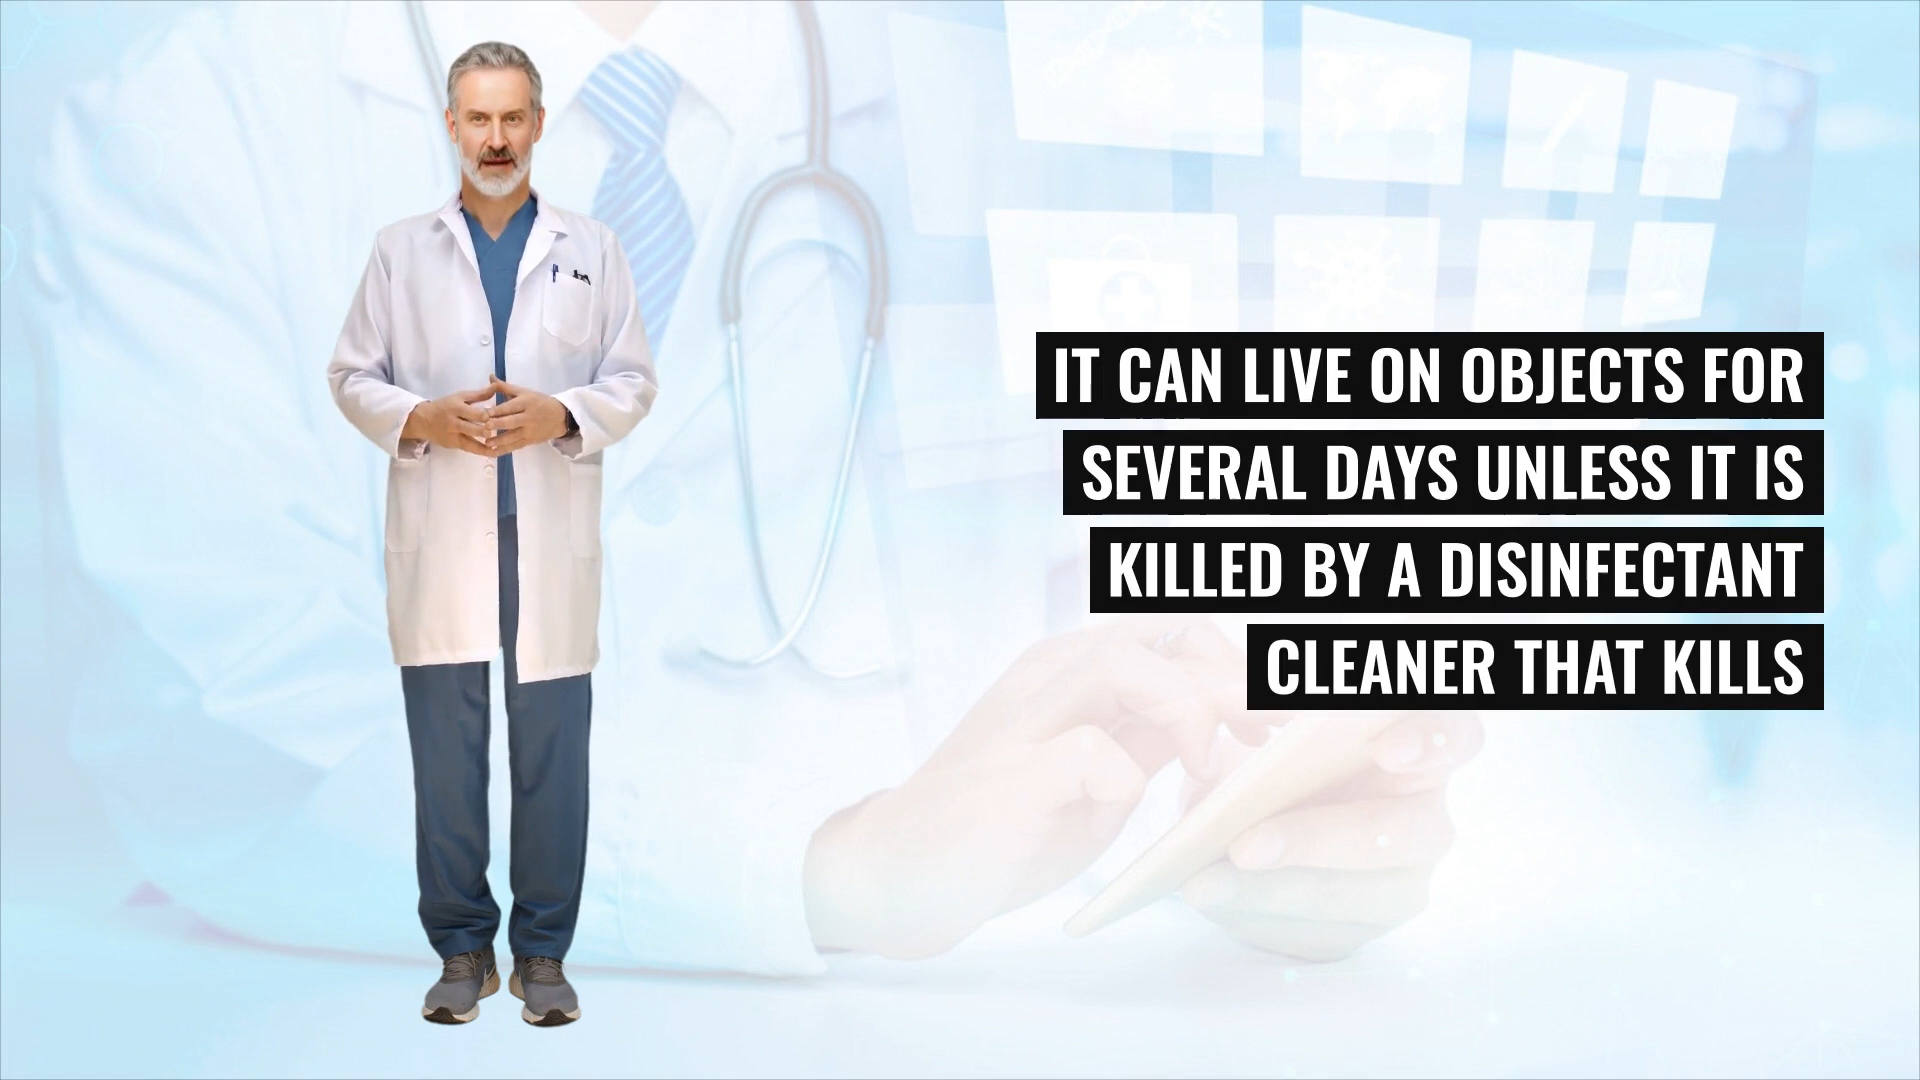 IT CAN LIVE ON OBJECTS FOR
SEVERAL DAYS UNLESS IT IS
KILLED BY A DISINFECTANT
CLEANER THAT KILLS